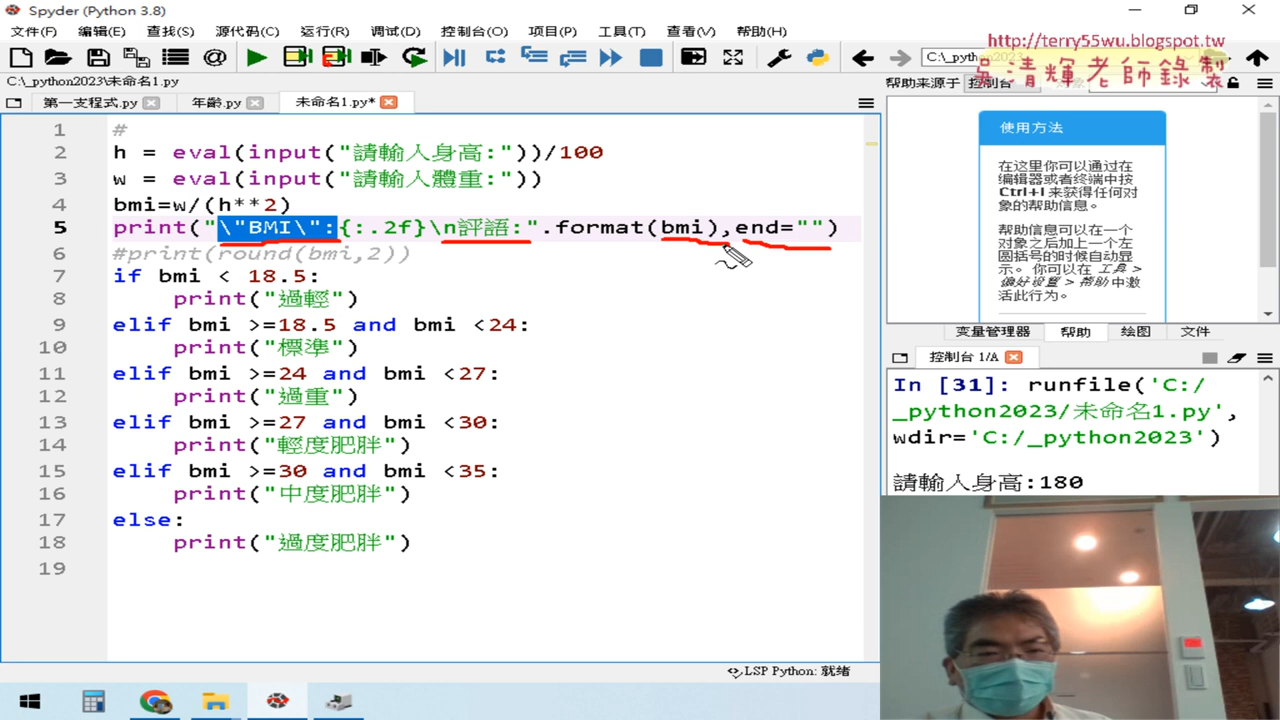 Spyder (Python 3.8)
文件(F) 编辑(E) 查找(S) 源代码(C) 运行(R) 调试(D) 控制台(O) 项目(P) 工具(T) 查看(V) 帮助(H)
http://terry55wu.blogspot.tw
吳清輝老師錄製
C:\_python2023
C:\_python2023\未命名1.py
帮助来源于 控制台
第一支程式.py
年齡.py
未命名1.py*
1 #
2 h = eval(input("請輸入身高:"))/100
3 w = eval(input("請輸入體重:"))
4 bmi=w/(h**2)
5 print("\"BMI\":{:.2f}\n評語:".format(bmi),end="")
6 #print(round(bmi,2))
7 if bmi < 18.5:
8 print("過輕")
9 elif bmi >=18.5 and bmi <24:
10 print("標準")
11 elif bmi >=24 and bmi <27:
12 print("過重")
13 elif bmi >=27 and bmi <30:
14 print("輕度肥胖")
15 elif bmi >=30 and bmi <35:
16 print("中度肥胖")
17 else:
18 print("過度肥胖")
19
使用方法
在这里你可以通过在
编辑器或者终端中按
Ctrl+I 来获得任何对
象的帮助信息。
帮助信息可以在一个
对象之后加上一个左
圆括号的时候自动显
示。 你可以在 工具 >
偏好设置 > 帮助 中激
活此行为。
变量管理器 帮助 绘图 文件
控制台 1/A
In [31]: runfile('C:/
_python2023/未命名1.py',
wdir='C:/_python2023')
請輸入身高:180
LSP Python: 就绪